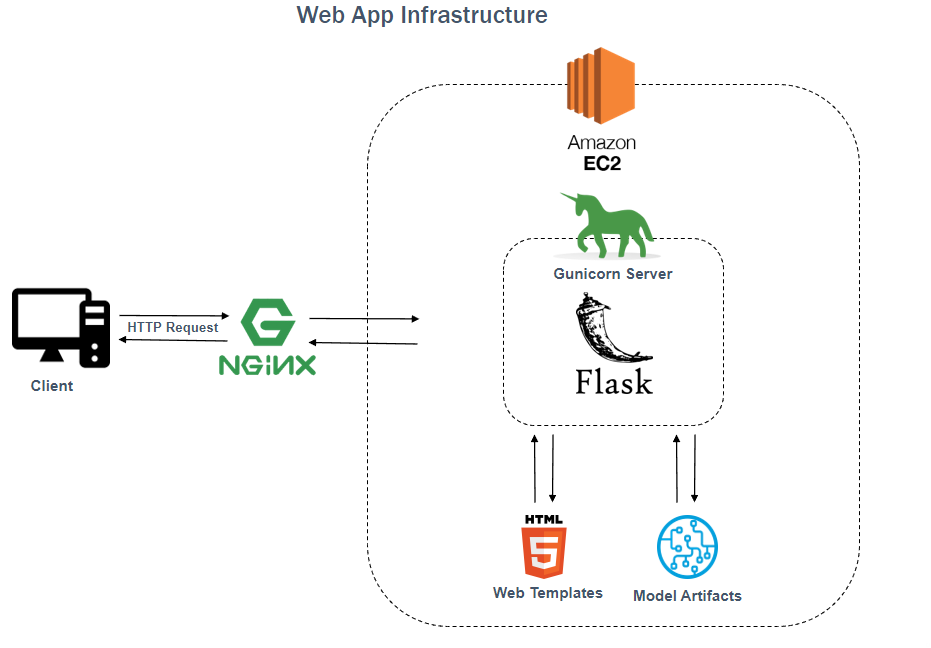 Web App Infrastructure
Amazon
EC2
Gunicorn Server
HTTP Request
NGINX
Client
Flask
HTML
5
Web Templates
Model Artifacts